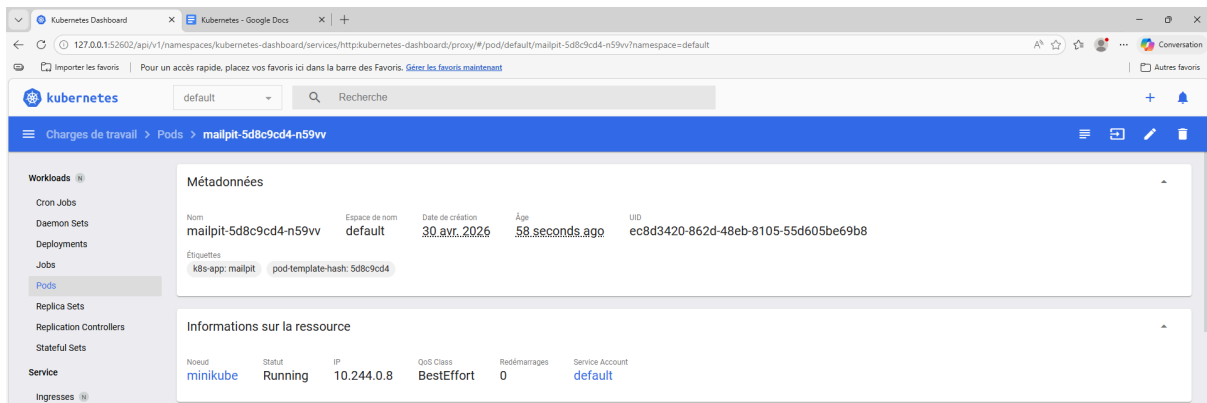 Kubernetes Dashboard
Kubernetes - Google Docs
127.0.0.1:52602/api/v1/namespaces/kubernetes-dashboard/services/http:kubernetes-dashboard:/proxy/#/pod/default/mailpit-5d8c9cd4-n59vv?namespace=default
Conversation
Importer les favoris
Pour un accès rapide, placez vos favoris ici dans la barre des Favoris. Gérer les favoris maintenant
Autres favoris
kubernetes
default
Recherche
Charges de travail > Pods > mailpit-5d8c9cd4-n59vv
Workloads N
Cron Jobs
Daemon Sets
Deployments
Jobs
Pods
Replica Sets
Replication Controllers
Stateful Sets
Service
Ingresses N
Métadonnées
Nom
mailpit-5d8c9cd4-n59vv
Espace de nom
default
Date de création
30 avr. 2026
Âge
58 seconds ago
UID
ec8d3420-862d-48eb-8105-55d605be69b8
Étiquettes
k8s-app: mailpit
pod-template-hash: 5d8c9cd4
Informations sur la ressource
Noeud
minikube
Statut
Running
IP
10.244.0.8
QoS Class
BestEffort
Redémarrages
0
Service Account
default